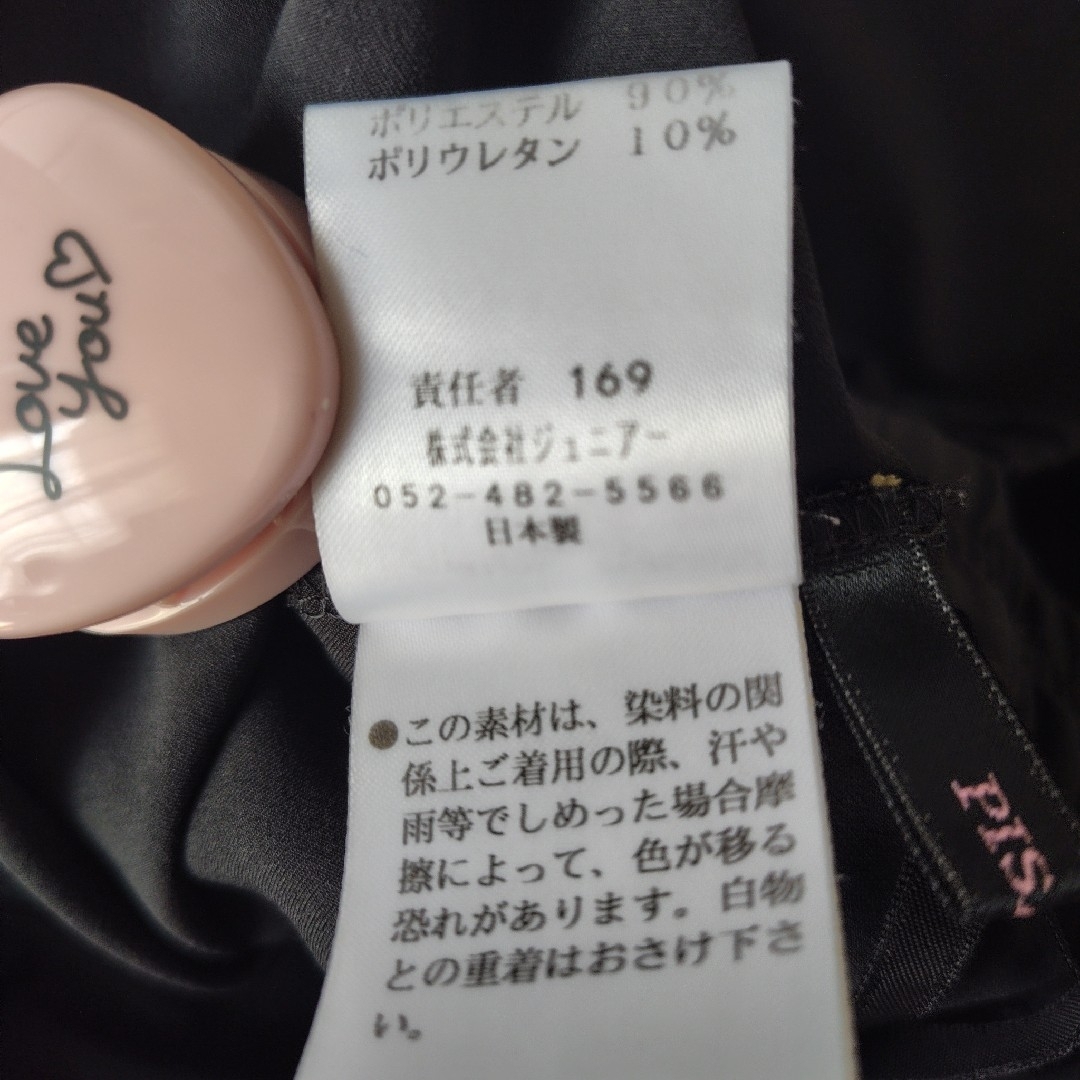 ポリエステル 90%
ポリウレタン 10%
責任者 169
株式会社ジュニアー
052-482-5566
日本製
●この素材は、染料の関
係上ご着用の際、汗や
雨等でしめった場合摩
擦によって、色が移る
恐れがあります。白物
との重着はおさけ下さ
い。
Love
you♡
PIS